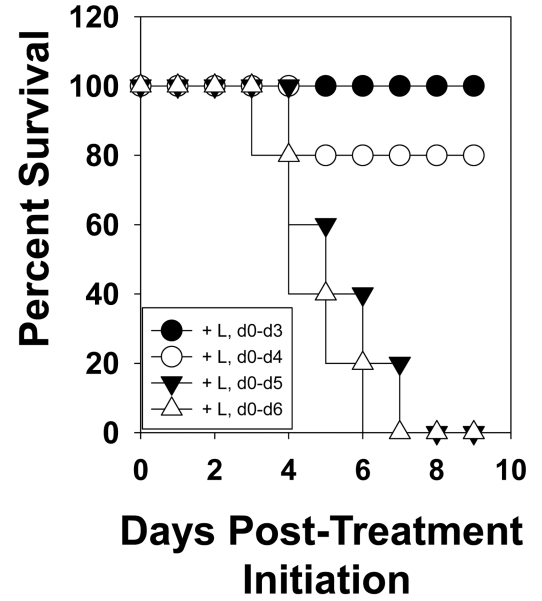 Percent Survival
120
100
80
60
40
20
0
+ L, d0-d3
+ L, d0-d4
+ L, d0-d5
+ L, d0-d6
0 2 4 6 8 10
Days Post-Treatment
Initiation